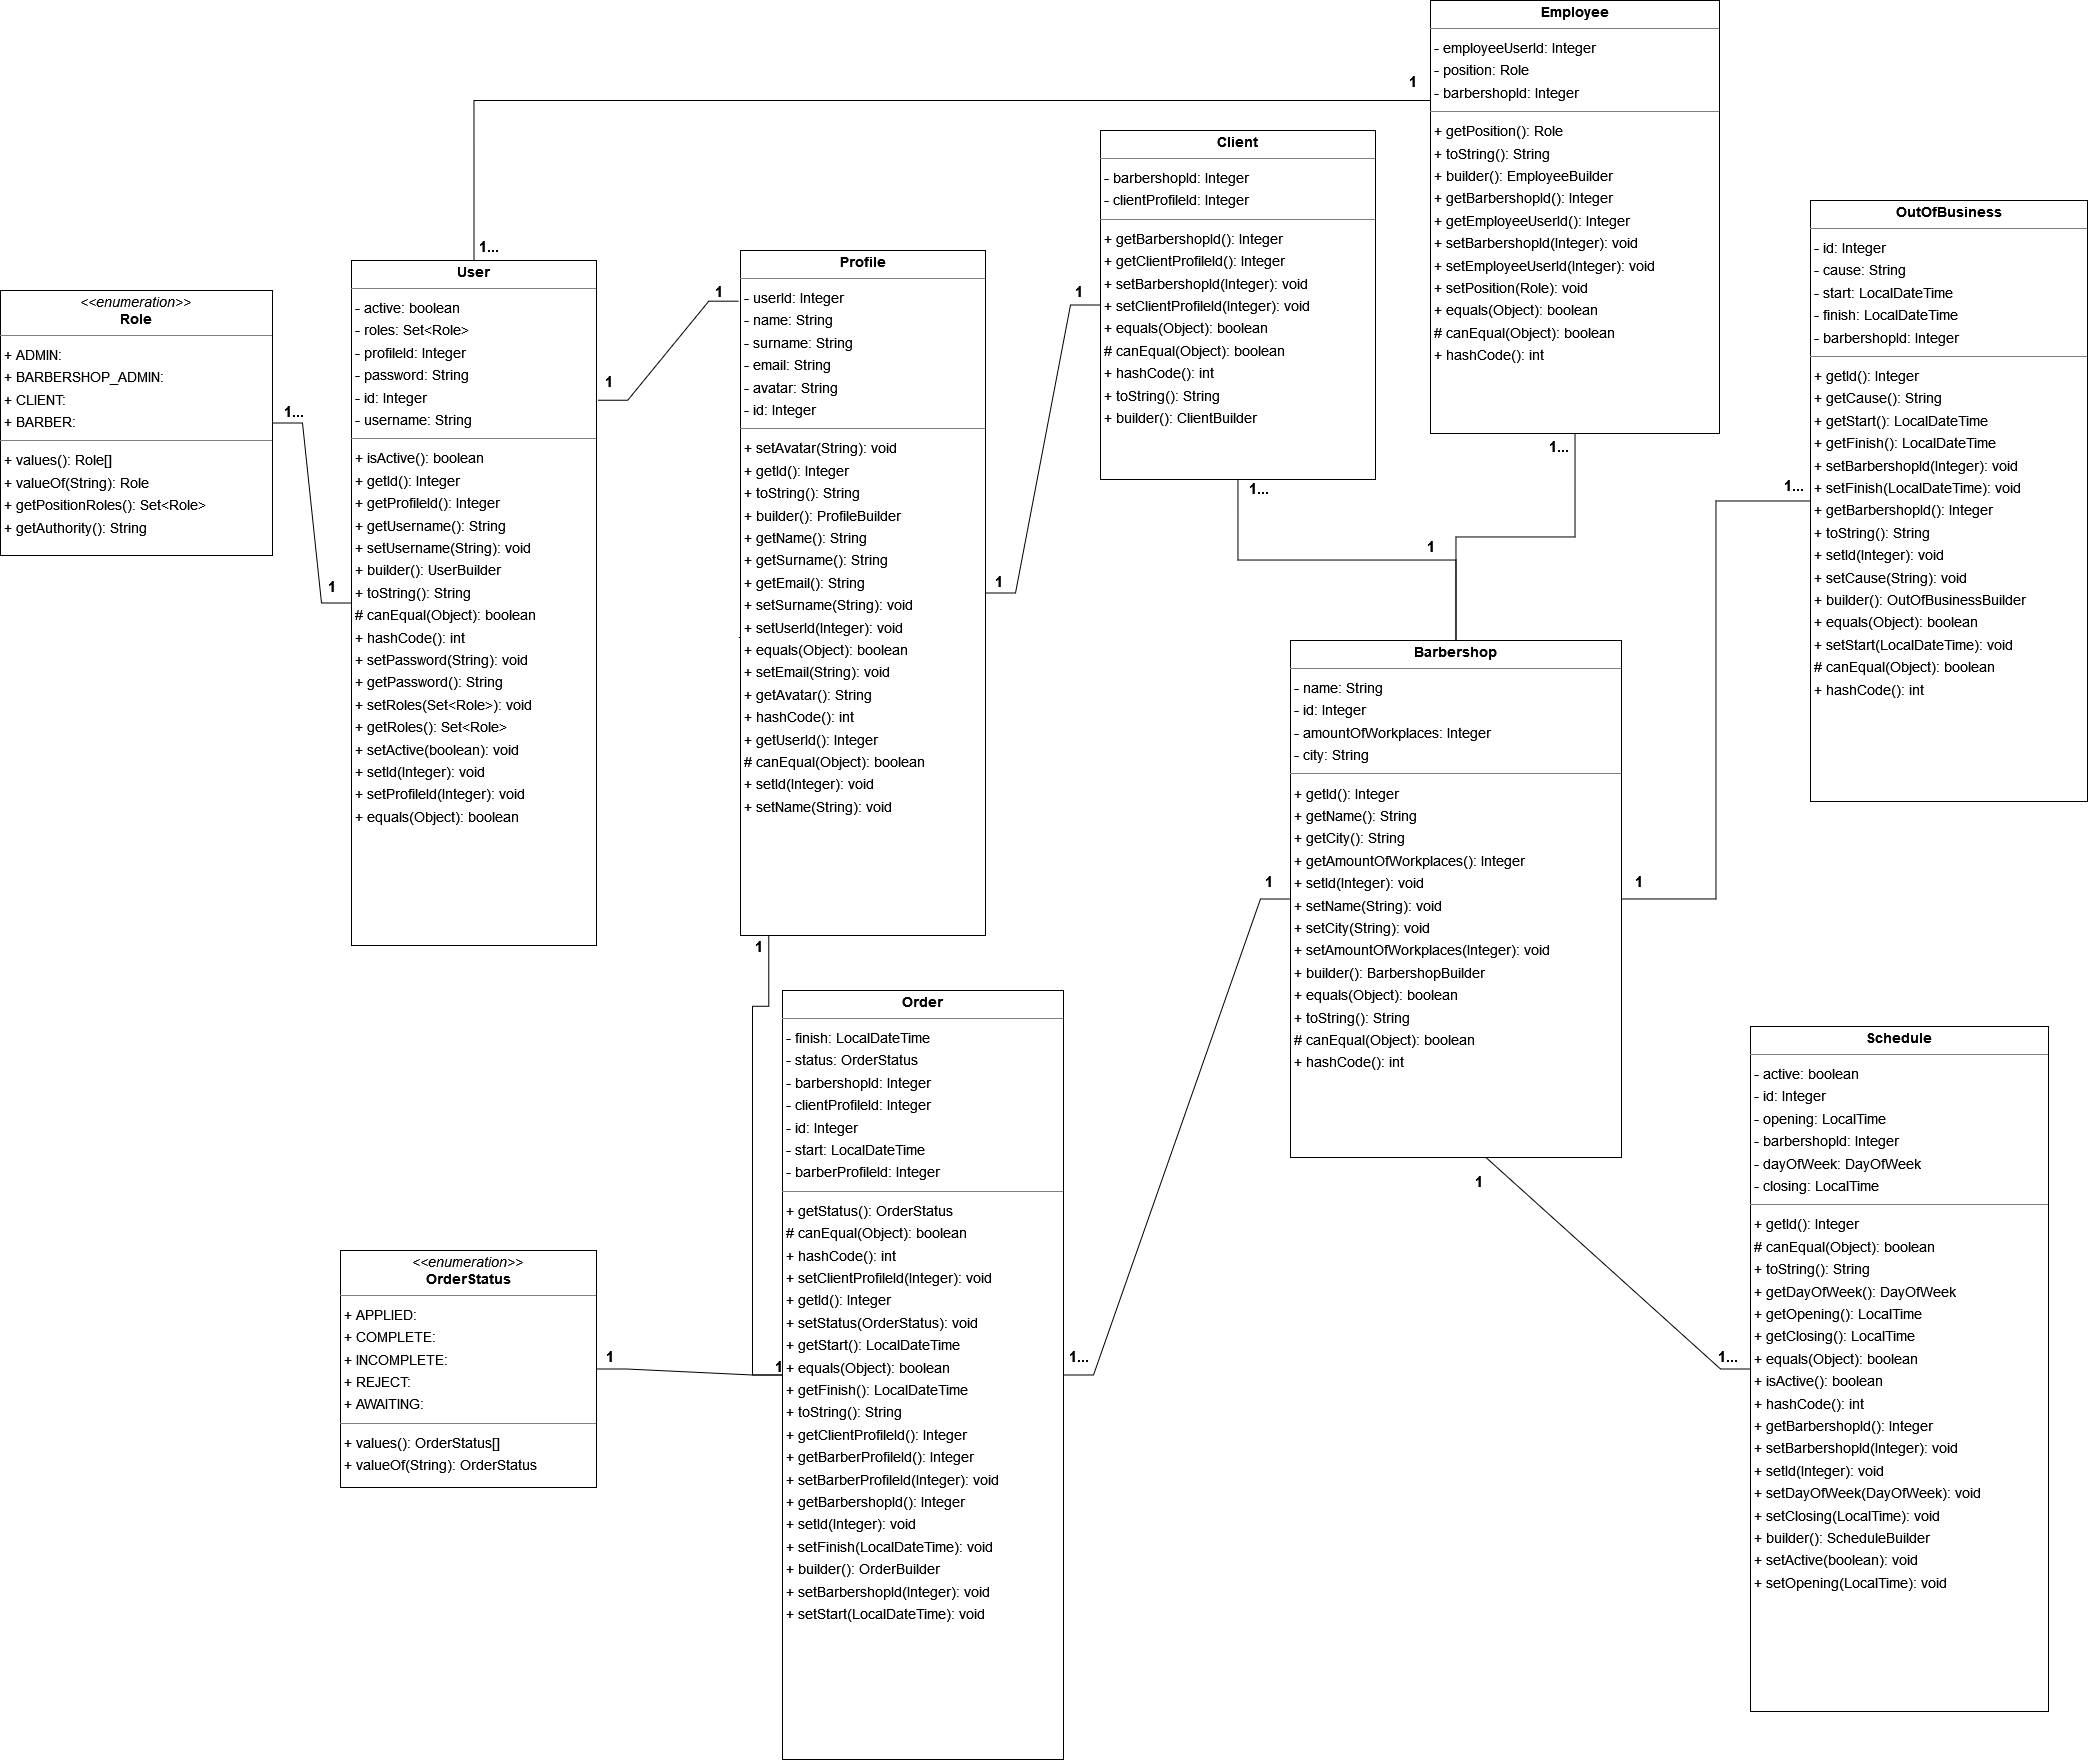 Employee
- employeeUserId: Integer
- position: Role
- barbershopId: Integer
+ getPosition(): Role
+ toString(): String
+ builder(): EmployeeBuilder
+ getBarbershopId(): Integer
+ getEmployeeUserId(): Integer
+ setBarbershopId(Integer): void
+ setEmployeeUserId(Integer): void
+ setPosition(Role): void
+ equals(Object): boolean
# canEqual(Object): boolean
+ hashCode(): int
1
1...
1...
Client
- barbershopId: Integer
- clientProfileId: Integer
+ getBarbershopId(): Integer
+ getClientProfileId(): Integer
+ setBarbershopId(Integer): void
+ setClientProfileId(Integer): void
+ equals(Object): boolean
# canEqual(Object): boolean
+ hashCode(): int
+ toString(): String
+ builder(): ClientBuilder
1
1...
1
OutOfBusiness
- id: Integer
- cause: String
- start: LocalDateTime
- finish: LocalDateTime
- barbershopId: Integer
+ getId(): Integer
+ getCause(): String
+ getStart(): LocalDateTime
+ getFinish(): LocalDateTime
+ setBarbershopId(Integer): void
+ setFinish(LocalDateTime): void
+ getBarbershopId(): Integer
+ toString(): String
+ setId(Integer): void
+ setCause(String): void
+ builder(): OutOfBusinessBuilder
+ equals(Object): boolean
+ setStart(LocalDateTime): void
# canEqual(Object): boolean
+ hashCode(): int
1...
<<enumeration>>
Role
+ ADMIN:
+ BARBERSHOP_ADMIN:
+ CLIENT:
+ BARBER:
+ values(): Role[]
+ valueOf(String): Role
+ getPositionRoles(): Set<Role>
+ getAuthority(): String
1...
1
User
- active: boolean
- roles: Set<Role>
- profileId: Integer
- password: String
- id: Integer
- username: String
+ isActive(): boolean
+ getId(): Integer
+ getProfileId(): Integer
+ getUsername(): String
+ setUsername(String): void
+ builder(): UserBuilder
+ toString(): String
# canEqual(Object): boolean
+ hashCode(): int
+ setPassword(String): void
+ getPassword(): String
+ setRoles(Set<Role>): void
+ getRoles(): Set<Role>
+ setActive(boolean): void
+ setId(Integer): void
+ setProfileId(Integer): void
+ equals(Object): boolean
1
1
Profile
- userId: Integer
- name: String
- surname: String
- email: String
- avatar: String
- id: Integer
+ setAvatar(String): void
+ getId(): Integer
+ toString(): String
+ builder(): ProfileBuilder
+ getName(): String
+ getSurname(): String
+ getEmail(): String
+ setSurname(String): void
+ setUserId(Integer): void
+ equals(Object): boolean
+ setEmail(String): void
+ getAvatar(): String
+ hashCode(): int
+ getUserId(): Integer
# canEqual(Object): boolean
+ setId(Integer): void
+ setName(String): void
1
1
Barbershop
- name: String
- id: Integer
- amountOfWorkplaces: Integer
- city: String
+ getId(): Integer
+ getName(): String
+ getCity(): String
+ getAmountOfWorkplaces(): Integer
+ setId(Integer): void
+ setName(String): void
+ setCity(String): void
+ setAmountOfWorkplaces(Integer): void
+ builder(): BarbershopBuilder
+ equals(Object): boolean
+ toString(): String
# canEqual(Object): boolean
+ hashCode(): int
1
1
1
Order
- finish: LocalDateTime
- status: OrderStatus
- barbershopId: Integer
- clientProfileId: Integer
- id: Integer
- start: LocalDateTime
- barberProfileId: Integer
+ getStatus(): OrderStatus
# canEqual(Object): boolean
+ hashCode(): int
+ setClientProfileId(Integer): void
+ getId(): Integer
+ setStatus(OrderStatus): void
+ getStart(): LocalDateTime
+ equals(Object): boolean
+ getFinish(): LocalDateTime
+ toString(): String
+ getClientProfileId(): Integer
+ getBarberProfileId(): Integer
+ setBarberProfileId(Integer): void
+ getBarbershopId(): Integer
+ setId(Integer): void
+ setFinish(LocalDateTime): void
+ builder(): OrderBuilder
+ setBarbershopId(Integer): void
+ setStart(LocalDateTime): void
1
1...
<<enumeration>>
OrderStatus
+ APPLIED:
+ COMPLETE:
+ INCOMPLETE:
+ REJECT:
+ AWAITING:
+ values(): OrderStatus[]
+ valueOf(String): OrderStatus
1
Schedule
- active: boolean
- id: Integer
- opening: LocalTime
- barbershopId: Integer
- dayOfWeek: DayOfWeek
- closing: LocalTime
+ getId(): Integer
# canEqual(Object): boolean
+ toString(): String
+ getDayOfWeek(): DayOfWeek
+ getOpening(): LocalTime
+ getClosing(): LocalTime
+ equals(Object): boolean
+ isActive(): boolean
+ hashCode(): int
+ getBarbershopId(): Integer
+ setBarbershopId(Integer): void
+ setId(Integer): void
+ setDayOfWeek(DayOfWeek): void
+ setClosing(LocalTime): void
+ builder(): ScheduleBuilder
+ setActive(boolean): void
+ setOpening(LocalTime): void
1...